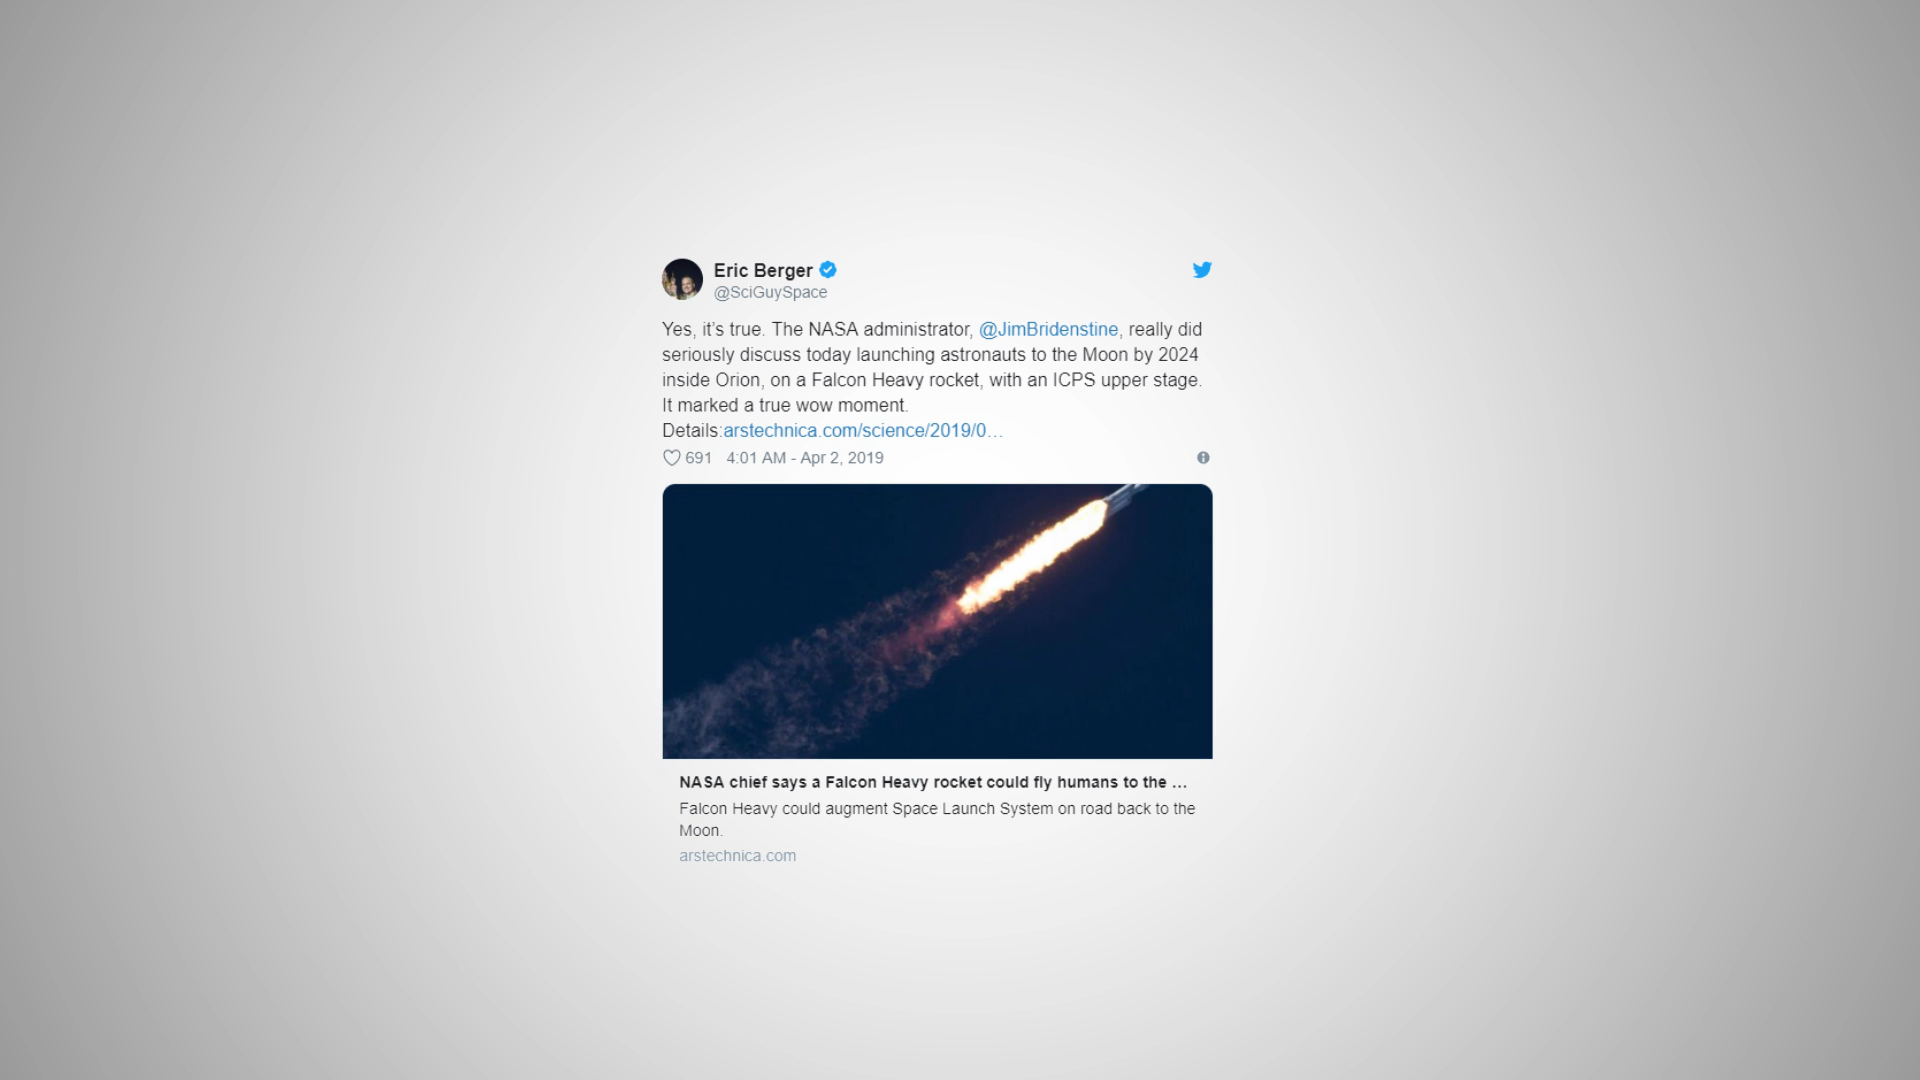 Eric Berger
@SciGuySpace
Yes, it’s true. The NASA administrator, @JimBridenstine, really did
seriously discuss today launching astronauts to the Moon by 2024
inside Orion, on a Falcon Heavy rocket, with an ICPS upper stage.
It marked a true wow moment.
Details:arstechnica.com/science/2019/0…
691 4:01 AM - Apr 2, 2019
NASA chief says a Falcon Heavy rocket could fly humans to the …
Falcon Heavy could augment Space Launch System on road back to the
Moon.
arstechnica.com